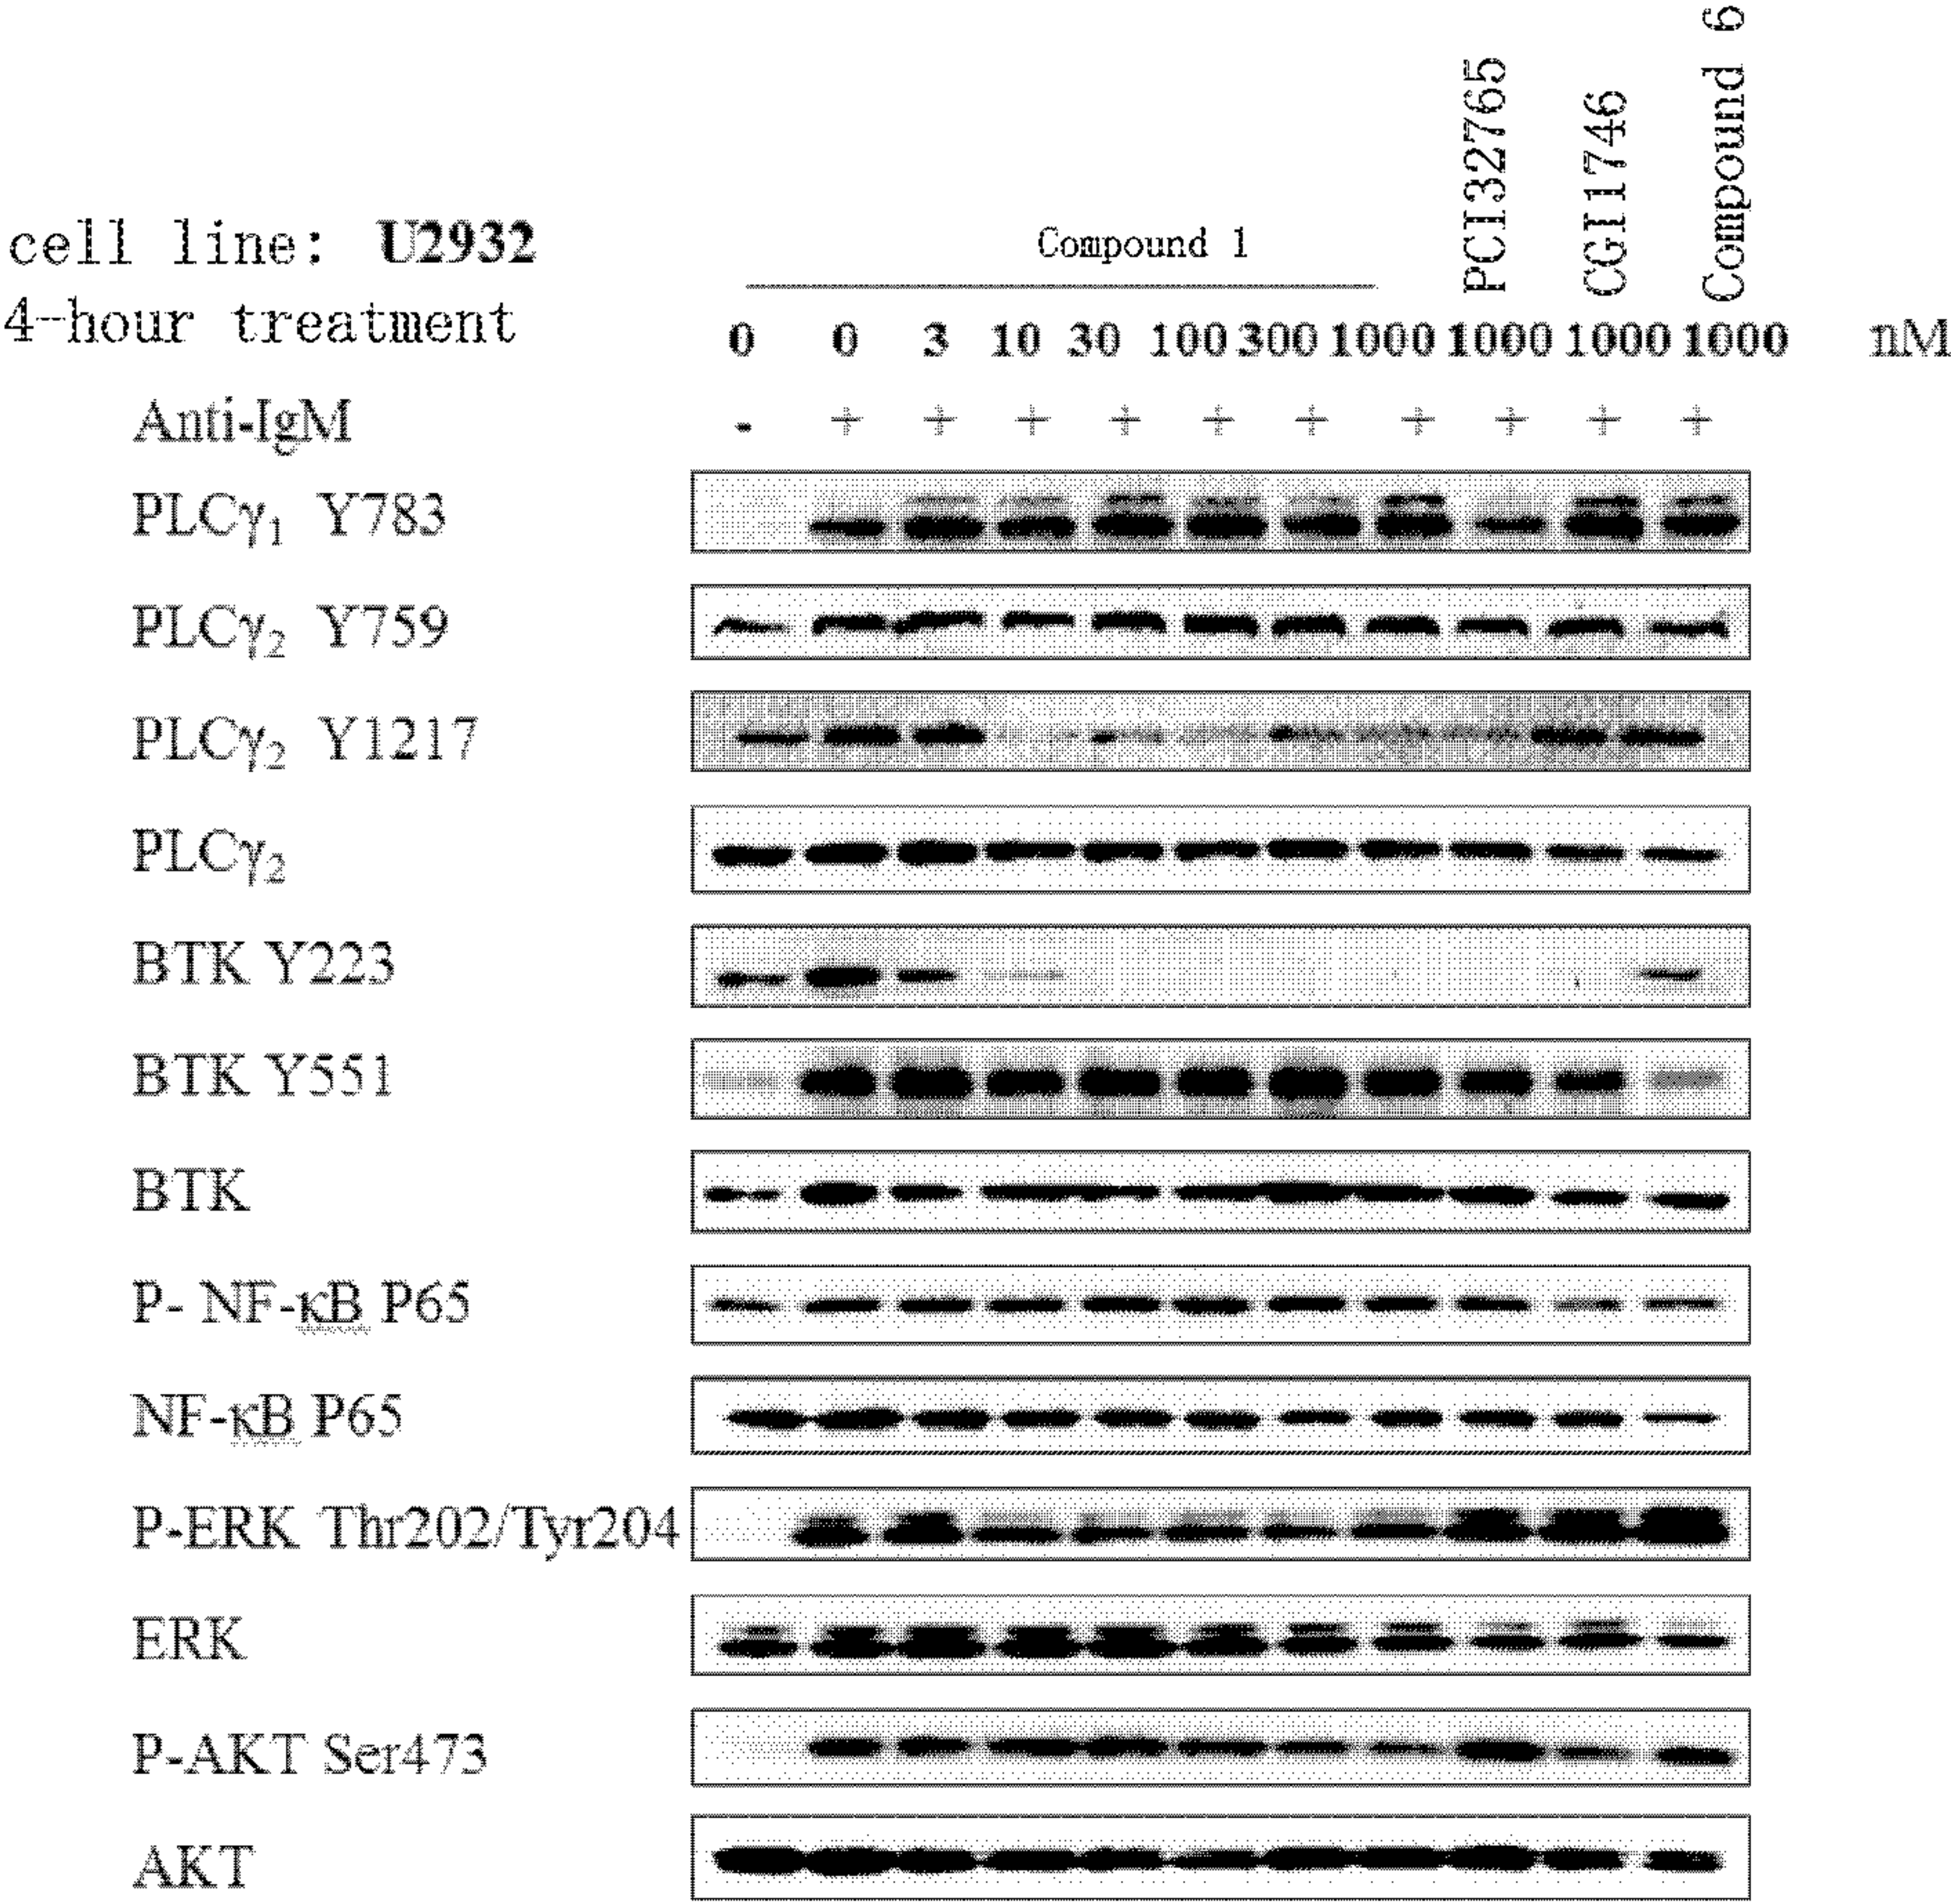 PCI32765
CGI1746
Compound 6
cell line: U2932
Compound 1
4-hour treatment
0 0 3 10 30 100 300 1000 1000 1000 1000 nM
Anti-IgM - + + + + + + + + + +
PLCγ1 Y783
PLCγ2 Y759
PLCγ2 Y1217
PLCγ2
BTK Y223
BTK Y551
BTK
P- NF-κB P65
NF-κB P65
P-ERK Thr202/Tyr204
ERK
P-AKT Ser473
AKT